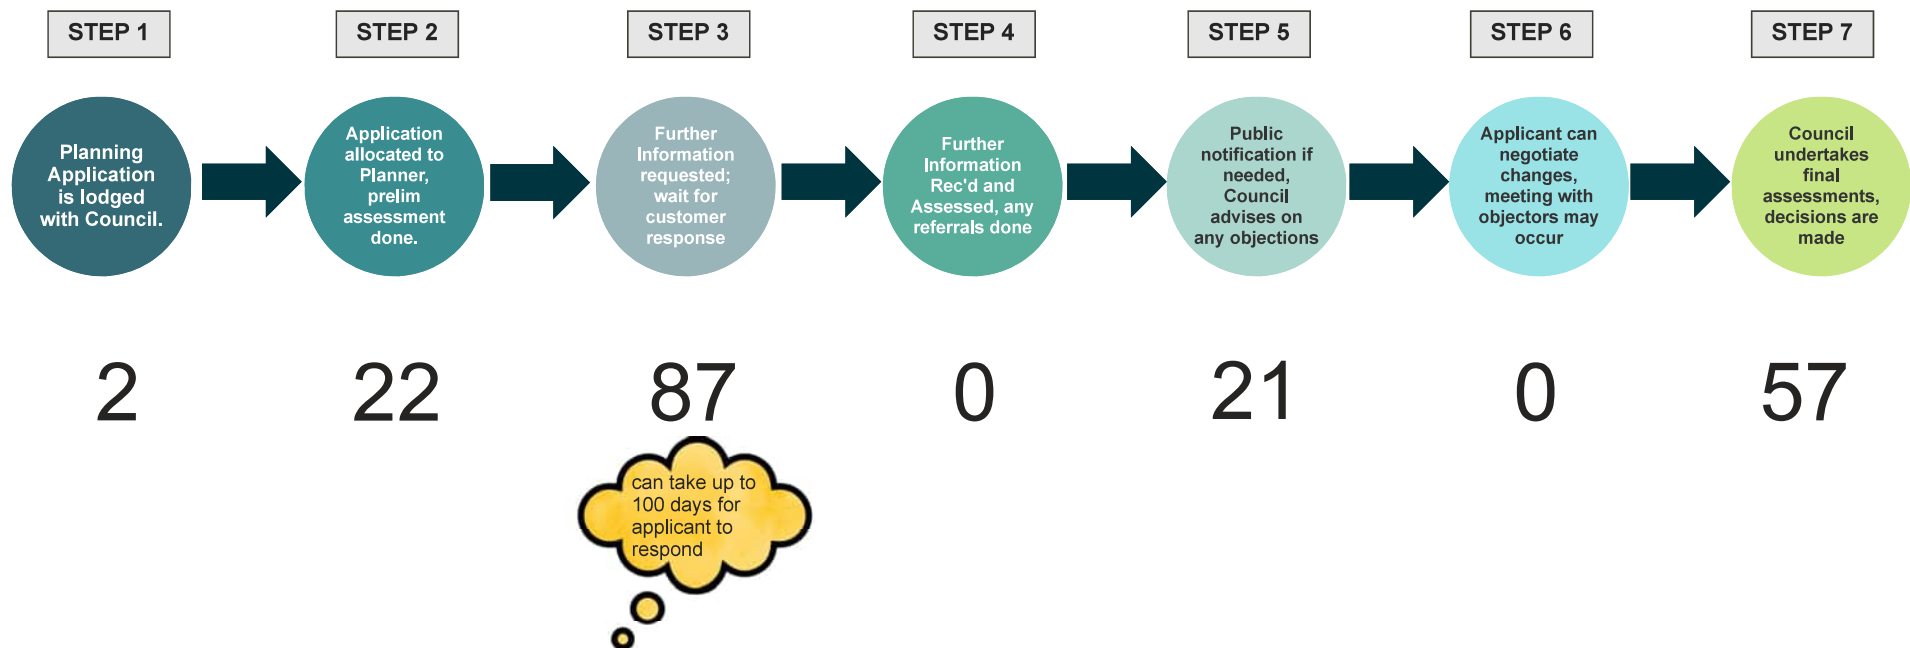 STEP 1
STEP 2
STEP 3
STEP 4
STEP 5
STEP 6
STEP 7
Planning
Application
is lodged
with Council.
Application
allocated to
Planner,
prelim
assessment
done.
Further
Information
requested;
wait for
customer
response
Further
Information
Rec'd and
Assessed, any
referrals done
Public
notification if
needed,
Council
advises on
any objections
Applicant can
negotiate
changes,
meeting with
objectors may
occur
Council
undertakes
final
assessments,
decisions are
made
2
22
87
0
21
0
57
can take up to
100 days for
applicant to
respond